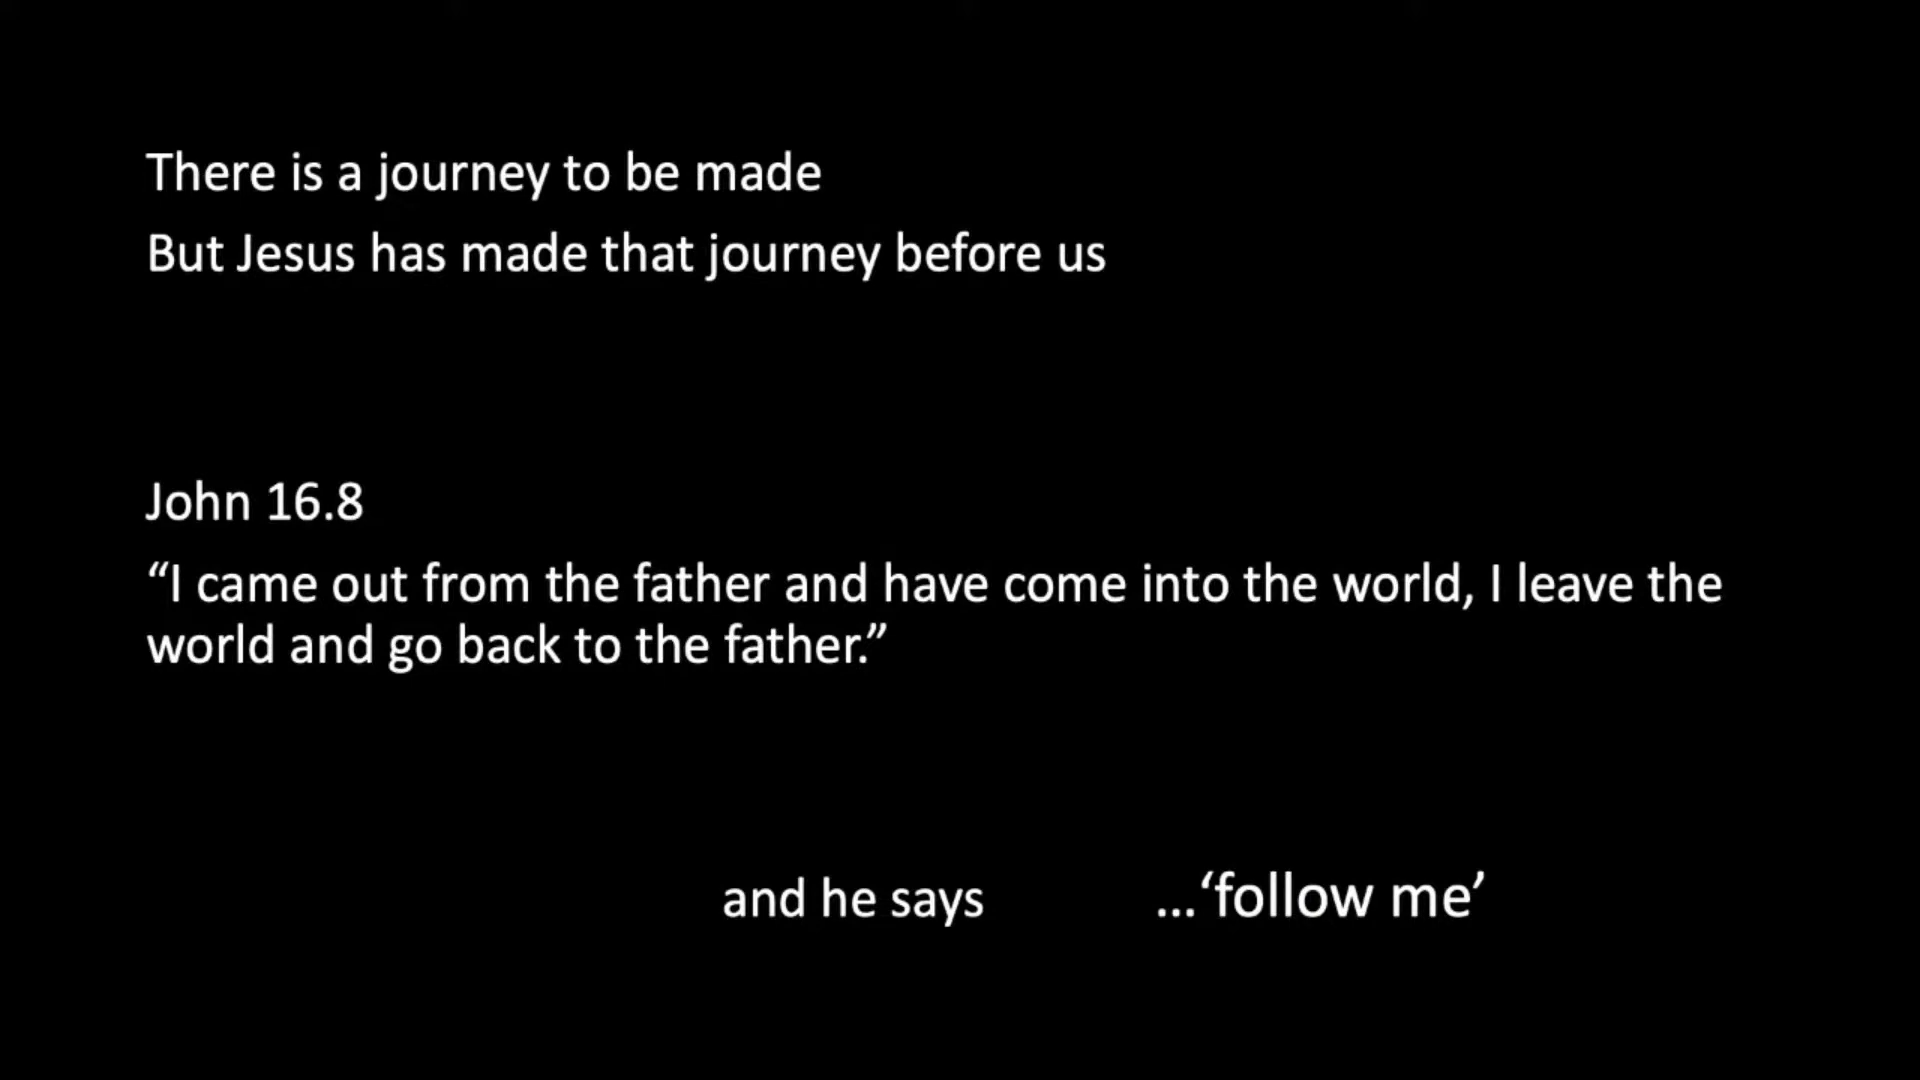 There is a journey to be made
But Jesus has made that journey before us
John 16.8
“I came out from the father and have come into the world, I leave the
world and go back to the father.”
and he says ...‘follow me’